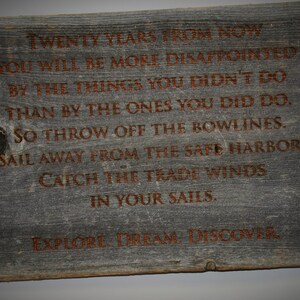 Twenty years from now
you will be more disappointed
by the things you didn't do
than by the ones you did do.
So throw off the bowlines.
Sail away from the safe harbor
Catch the trade winds
in your sails.
Explore. Dream. Discover.